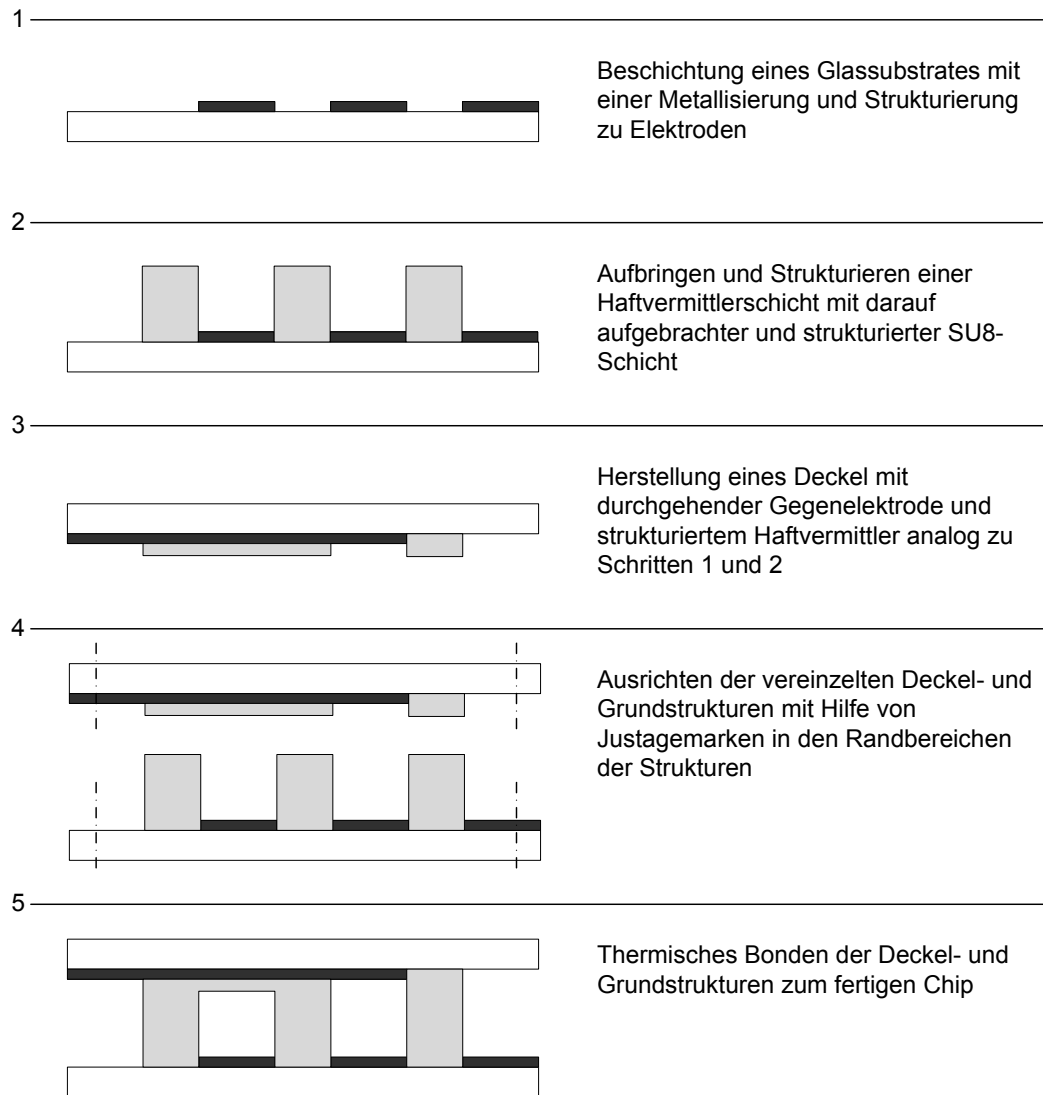 1
Beschichtung eines Glassubstrates mit
einer Metallisierung und Strukturierung
zu Elektroden
2
Aufbringen und Strukturieren einer
Haftvermittlerschicht mit darauf
aufgebrachter und strukturierter SU8-
Schicht
3
Herstellung eines Deckel mit
durchgehender Gegenelektrode und
strukturiertem Haftvermittler analog zu
Schritten 1 und 2
4
Ausrichten der vereinzelten Deckel- und
Grundstrukturen mit Hilfe von
Justagemarken in den Randbereichen
der Strukturen
5
Thermisches Bonden der Deckel- und
Grundstrukturen zum fertigen Chip